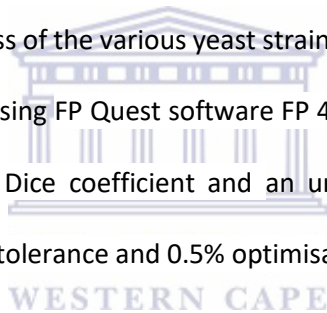 ss of the various yeast strain
sing FP Quest software FP 4
Dice coefficient and an u
tolerance and 0.5% optimisa
WESTERN CAPE